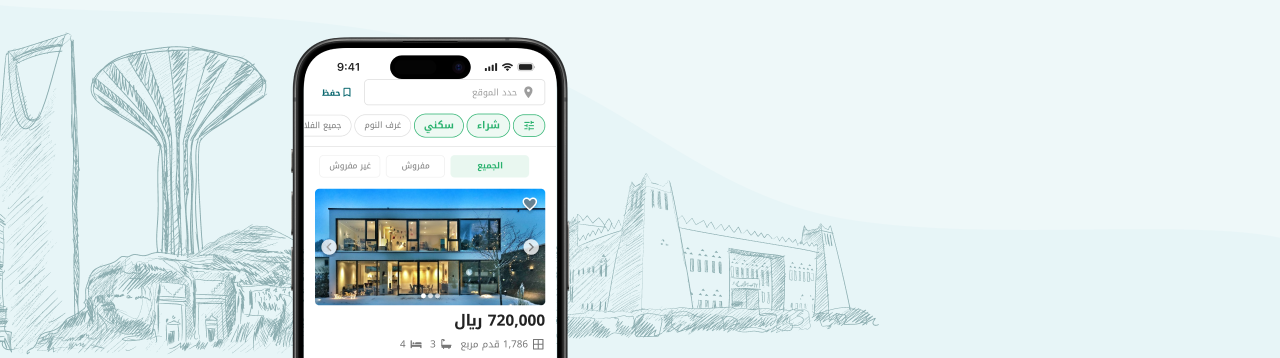 9:41
حدد الموقع
حفظ
شراء
سكني
غرف النوم
جميع الفلا
الجميع
مفروش
غير مفروش
720,000 ريال
1,786 قدم مربع 3 4